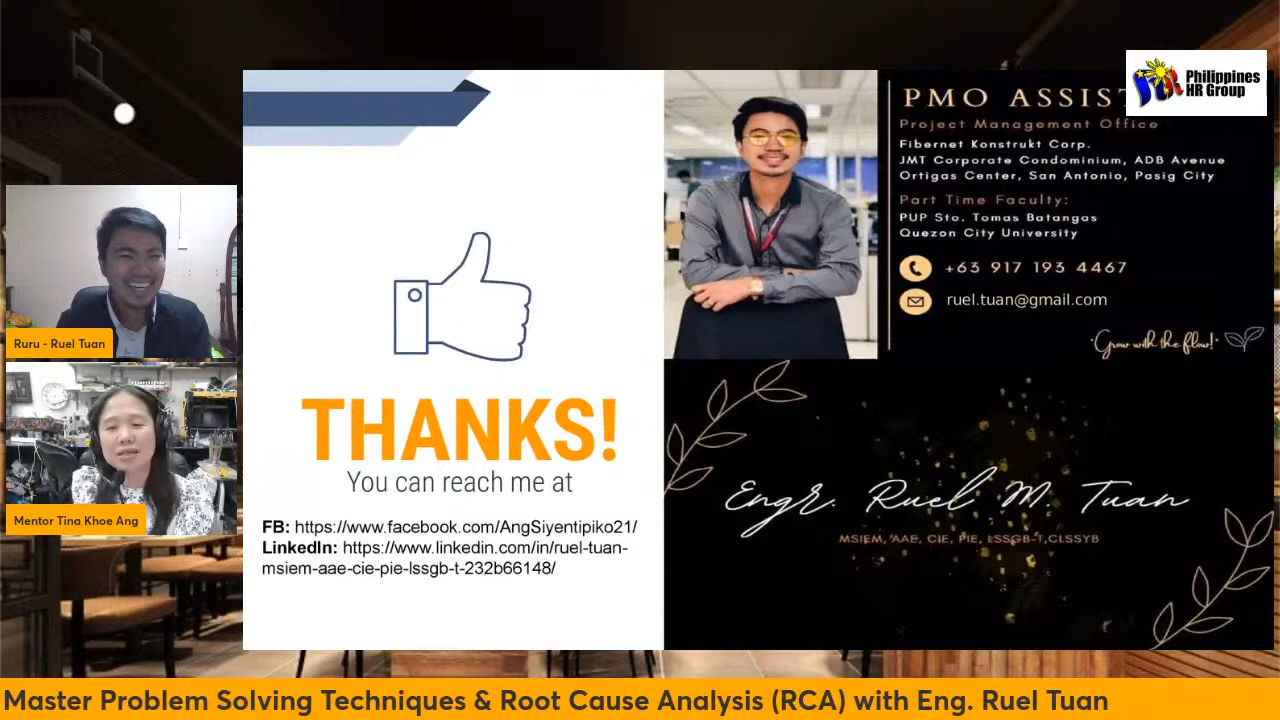 Philippines
HR Group
PMO ASSIST
Project Management Office
Fibernet Konstrukt Corp.
JMT Corporate Condominium, ADB Avenue
Ortigas Center, San Antonio, Pasig City
Part Time Faculty:
PUP Sto. Tomas Batangas
Quezon City University
+63 917 193 4467
ruel.tuan@gmail.com
"Grow with the flow!"
Ruru - Ruel Tuan
Mentor Tina Khoe Ang
THANKS!
You can reach me at
FB: https://www.facebook.com/AngSiyentipiko21/
LinkedIn: https://www.linkedin.com/in/ruel-tuan-
msiem-aae-cie-pie-lssgb-t-232b66148/
Engr. Ruel M. Tuan
MSIEM, AAE, CIE, PIE, LSSGB-T,CLSSYB
Master Problem Solving Techniques & Root Cause Analysis (RCA) with Eng. Ruel Tuan